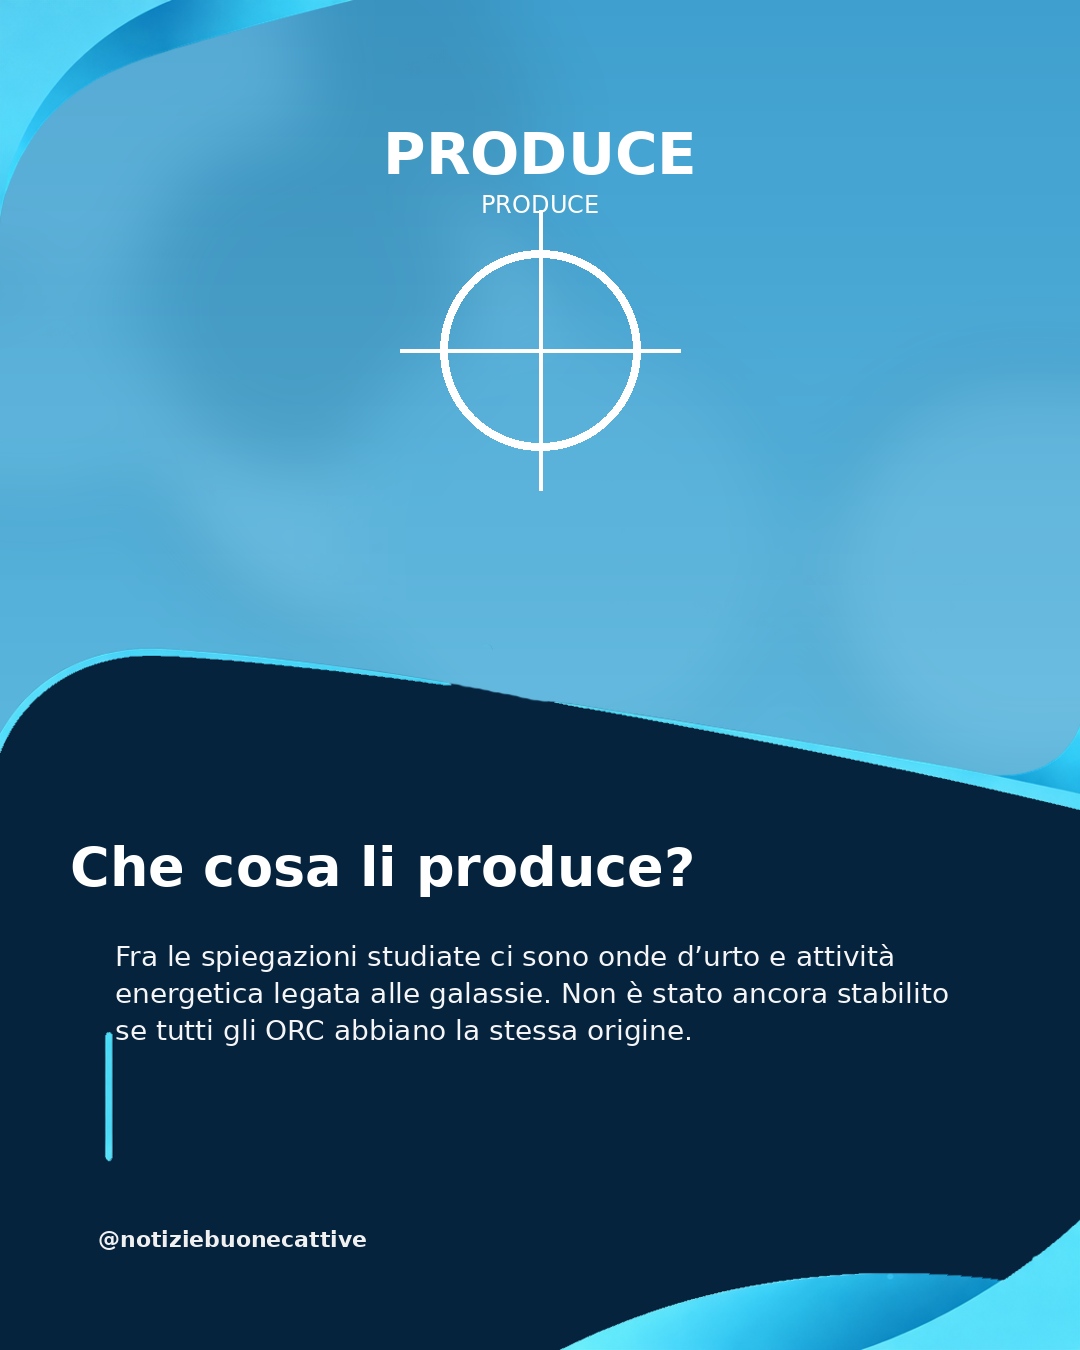 PRODUCE
PRODUCE
Che cosa li produce?
Fra le spiegazioni studiate ci sono onde d’urto e attività
energetica legata alle galassie. Non è stato ancora stabilito
se tutti gli ORC abbiano la stessa origine.
@notiziebuonecattive